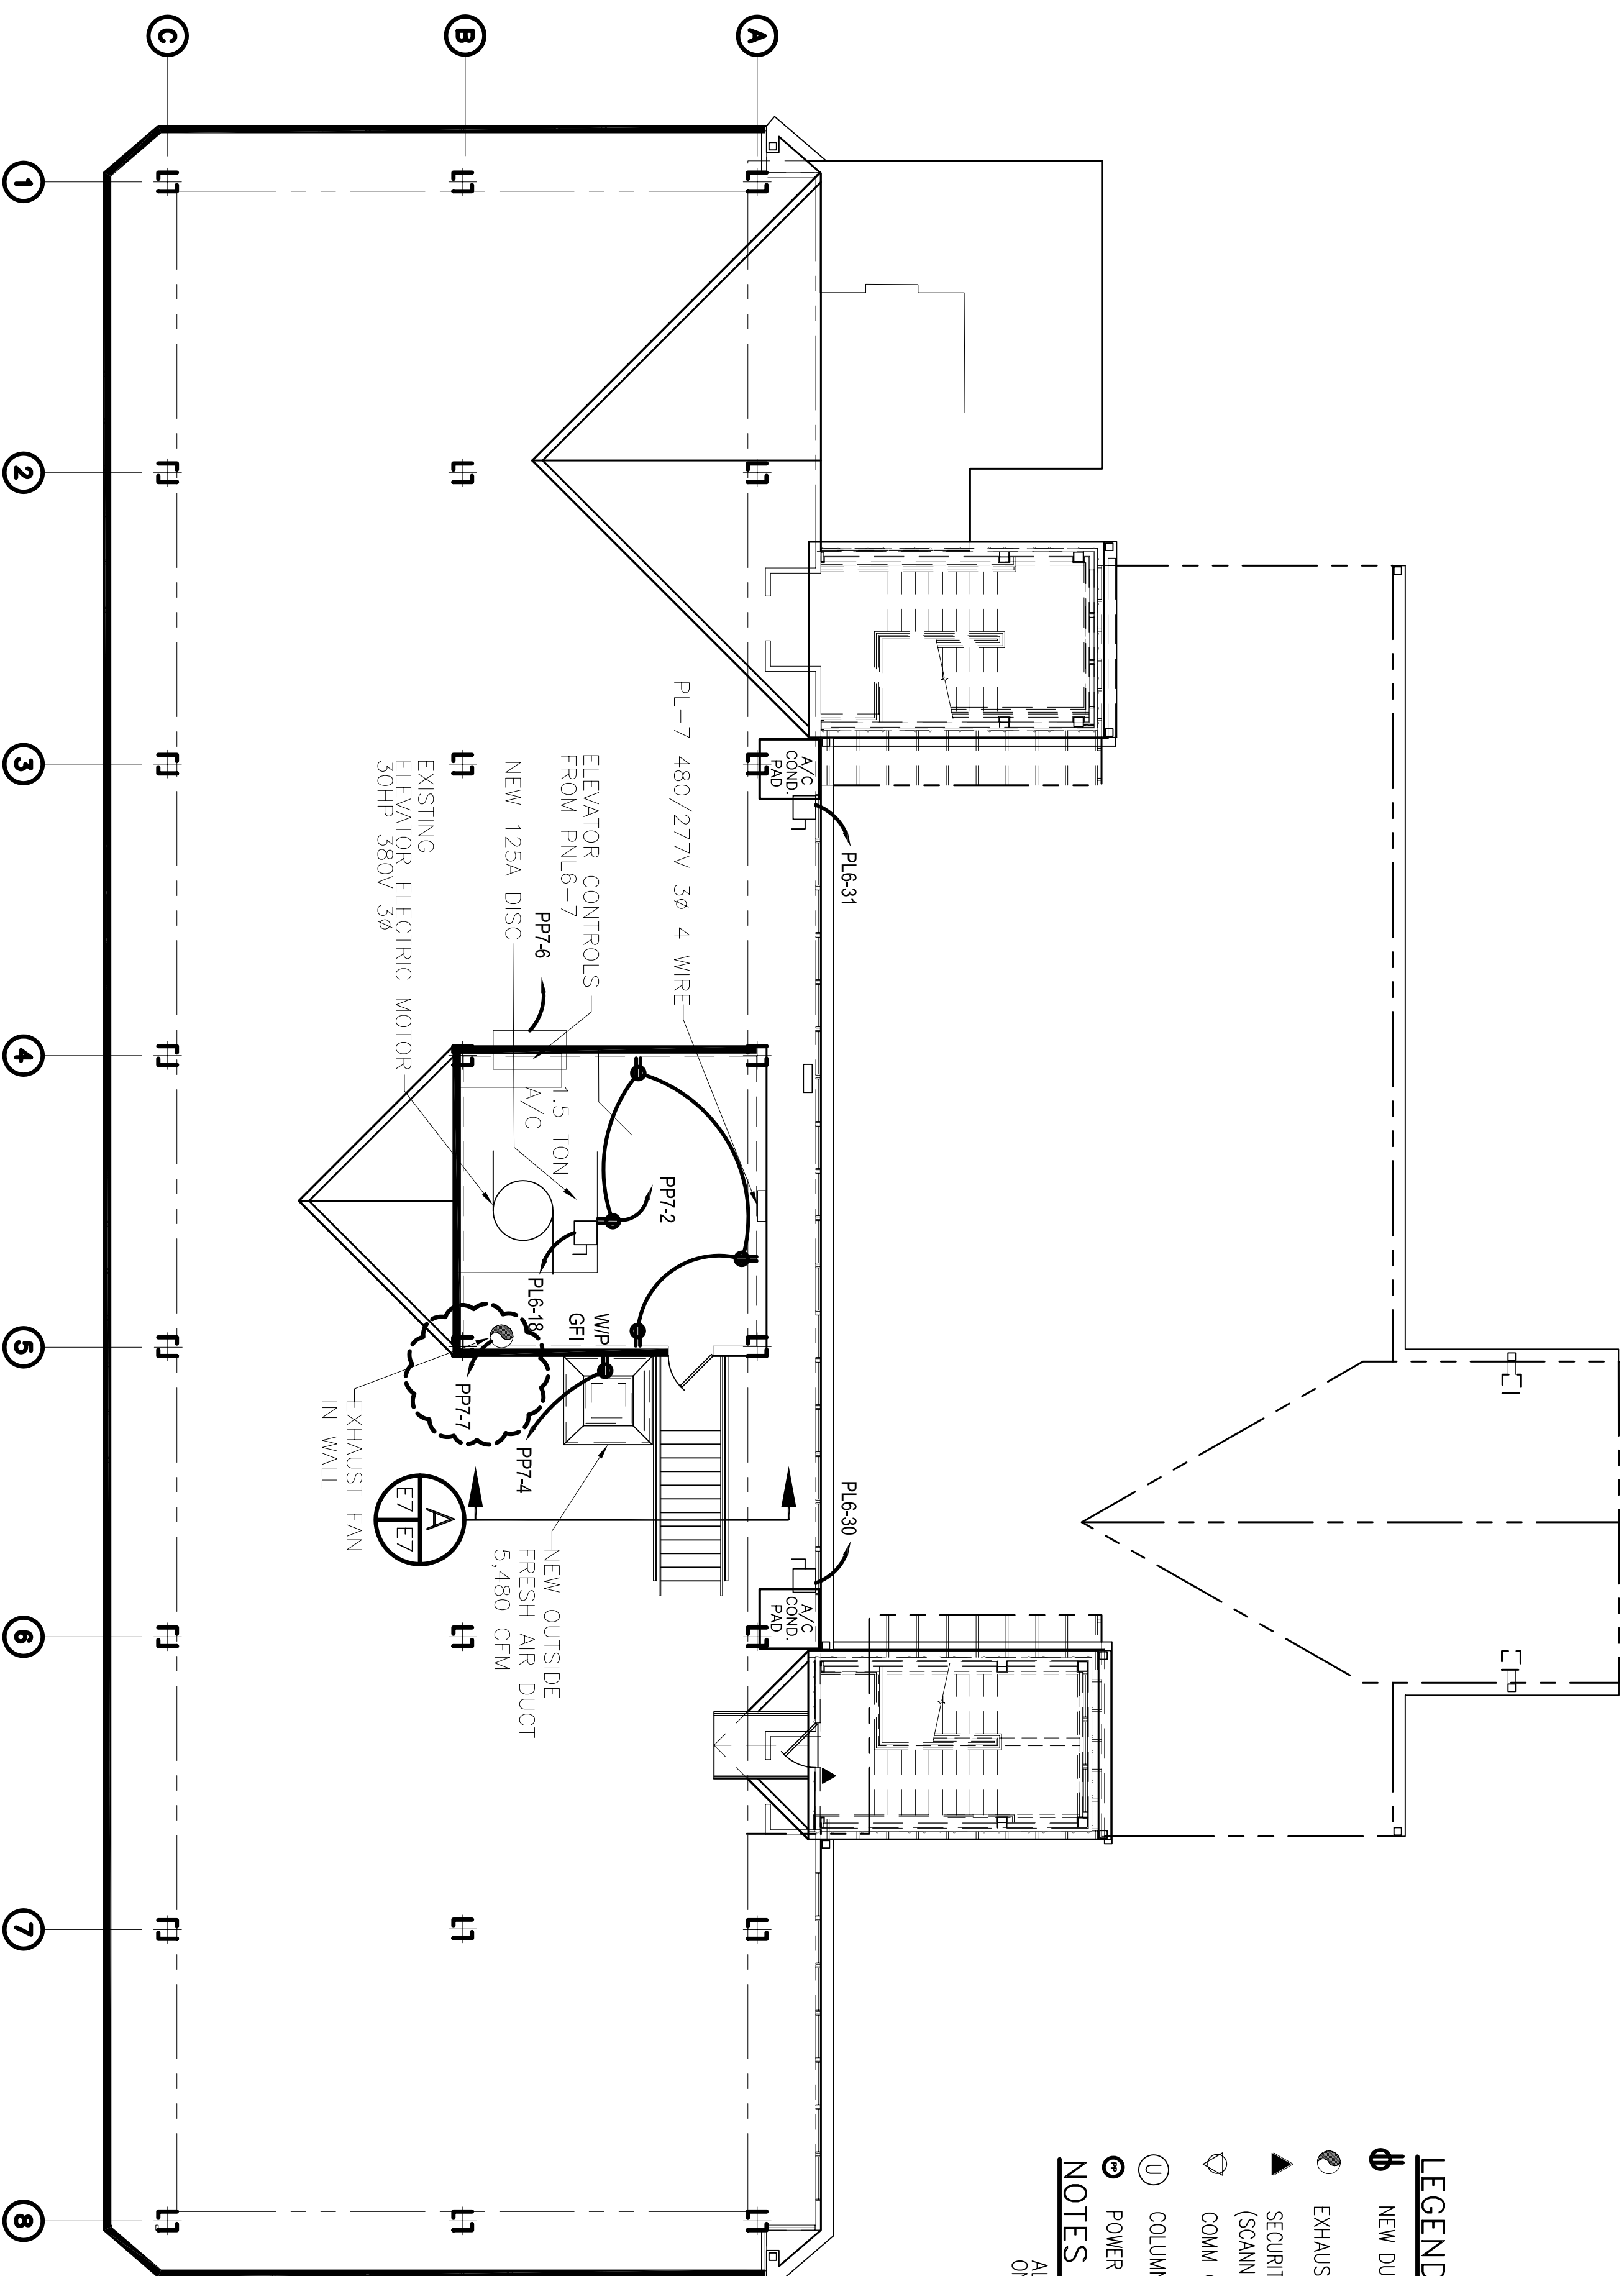 LEGEND
NEW DU
EXHAUS
SECURIT
(SCANN
COMM
U
COLUMN
PP
POWER
NOTES
AL
ON
PL6-31
PL6-30
A/C
COND.
PAD
A/C
COND.
PAD
A
B
C
1
2
3
4
5
6
7
8
PL-7 480/277V 3Ø 4 WIRE
ELEVATOR CONTROLS
FROM PNL6-7
NEW 125A DISC
PP7-6
EXISTING
ELEVATOR ELECTRIC MOTOR
30HP 380V 3Ø
1.5 TON
A/C
PP7-2
PL6-18
W/P
GFI
PP7-7
PP7-4
EXHAUST FAN
IN WALL
NEW OUTSIDE
FRESH AIR DUCT
5,480 CFM
A
E7 E7